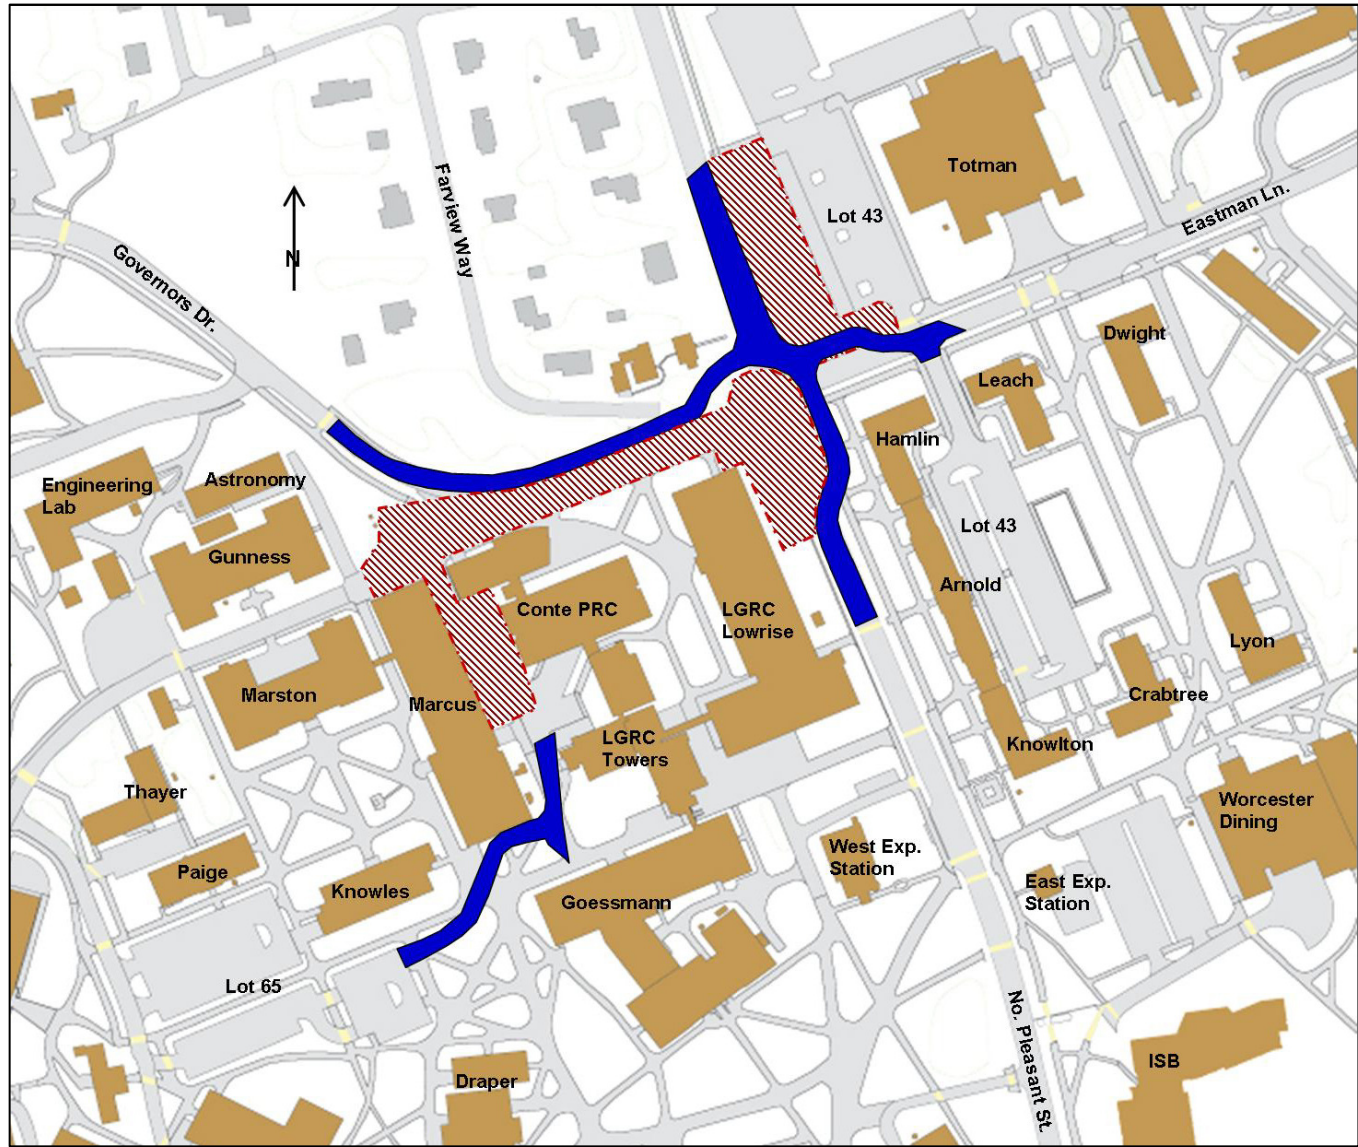 Totman
Farview Way
Lot 43
Eastman Ln.
N
Governors Dr.
Dwight
Leach
Hamlin
Engineering
Lab
Astronomy
Gunness
Lot 43
Arnold
Conte PRC
LGRC
Lowrise
Lyon
Marston
Marcus
Crabtree
Knowlton
LGRC
Towers
Thayer
Worcester
Dining
Paige
Knowles
West Exp.
Station
East Exp.
Station
Goessmann
Lot 65
No. Pleasant St.
ISB
Draper